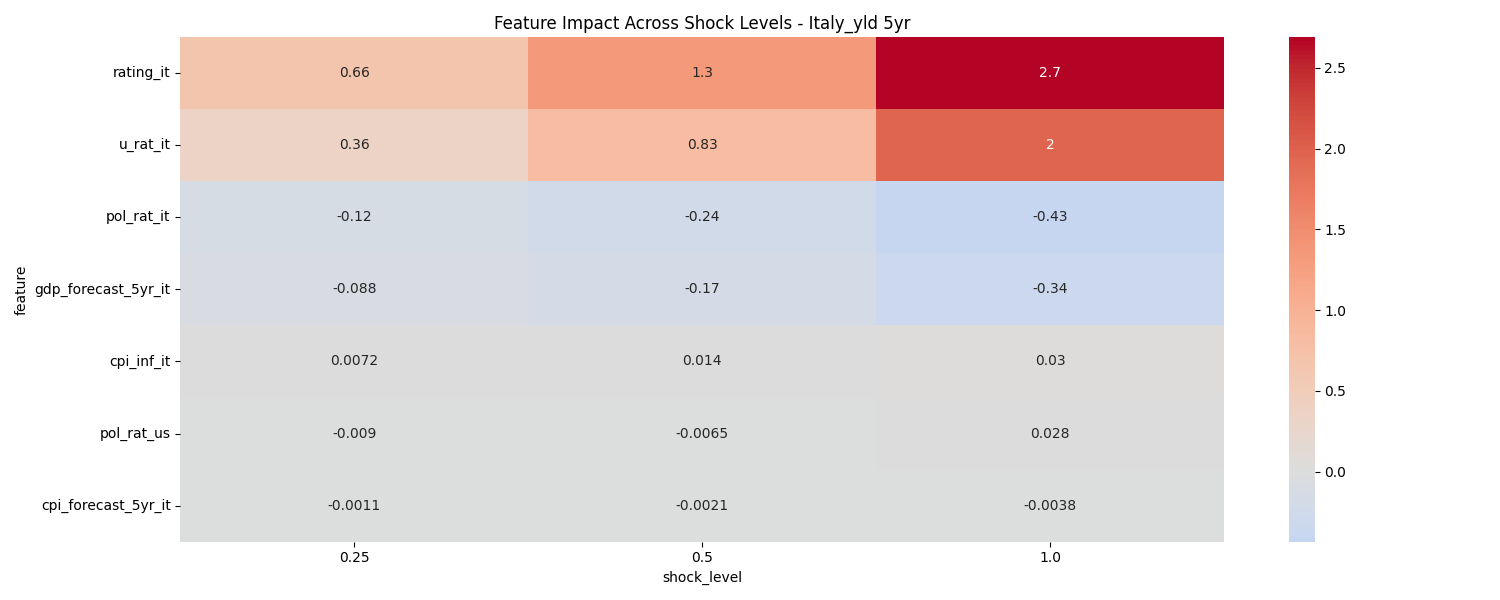 Feature Impact Across Shock Levels - Italy_yld 5yr
feature
rating_it 0.66 1.3 2.7
u_rat_it 0.36 0.83 2
pol_rat_it -0.12 -0.24 -0.43
gdp_forecast_5yr_it -0.088 -0.17 -0.34
cpi_inf_it 0.0072 0.014 0.03
pol_rat_us -0.009 -0.0065 0.028
cpi_forecast_5yr_it -0.0011 -0.0021 -0.0038
0.25 0.5 1.0
shock_level
2.5
2.0
1.5
1.0
0.5
0.0